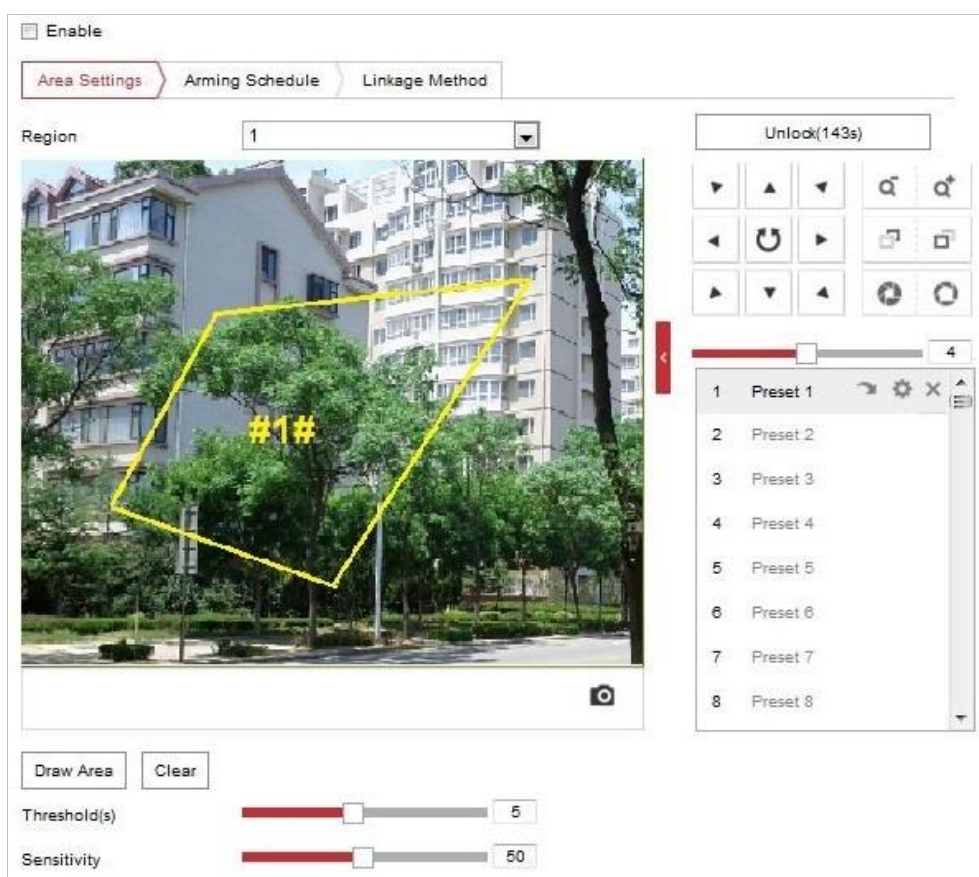 Enable
Area Settings Arming Schedule Linkage Method
Region 1
Unlock(143s)
#1#
4
1 Preset 1
2 Preset 2
3 Preset 3
4 Preset 4
5 Preset 5
6 Preset 6
7 Preset 7
8 Preset 8
Draw Area Clear
Threshold(s) 5
Sensitivity 50